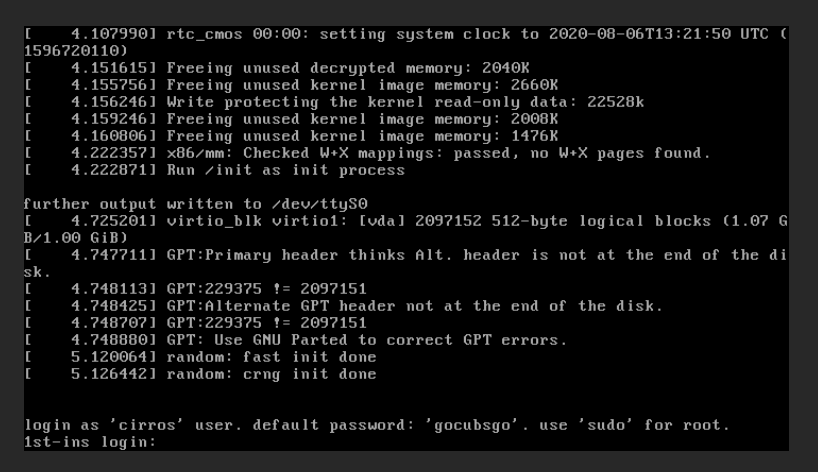 [    4.107990] rtc_cmos 00:00: setting system clock to 2020-08-06T13:21:50 UTC (
1596720110)
[    4.151615] Freeing unused decrypted memory: 2040K
[    4.155756] Freeing unused kernel image memory: 2660K
[    4.156246] Write protecting the kernel read-only data: 22528k
[    4.159246] Freeing unused kernel image memory: 2008K
[    4.160806] Freeing unused kernel image memory: 1476K
[    4.222357] x86/mm: Checked W+X mappings: passed, no W+X pages found.
[    4.222871] Run /init as init process
further output written to /dev/ttyS0
[    4.725201] virtio_blk virtio1: [vda] 2097152 512-byte logical blocks (1.07 G
B/1.00 GiB)
[    4.747711] GPT:Primary header thinks Alt. header is not at the end of the di
sk.
[    4.748113] GPT:229375 != 2097151
[    4.748425] GPT:Alternate GPT header not at the end of the disk.
[    4.748707] GPT:229375 != 2097151
[    4.748880] GPT: Use GNU Parted to correct GPT errors.
[    5.120064] random: fast init done
[    5.126442] random: crng init done
login as 'cirros' user. default password: 'gocubsgo'. use 'sudo' for root.
1st-ins login: